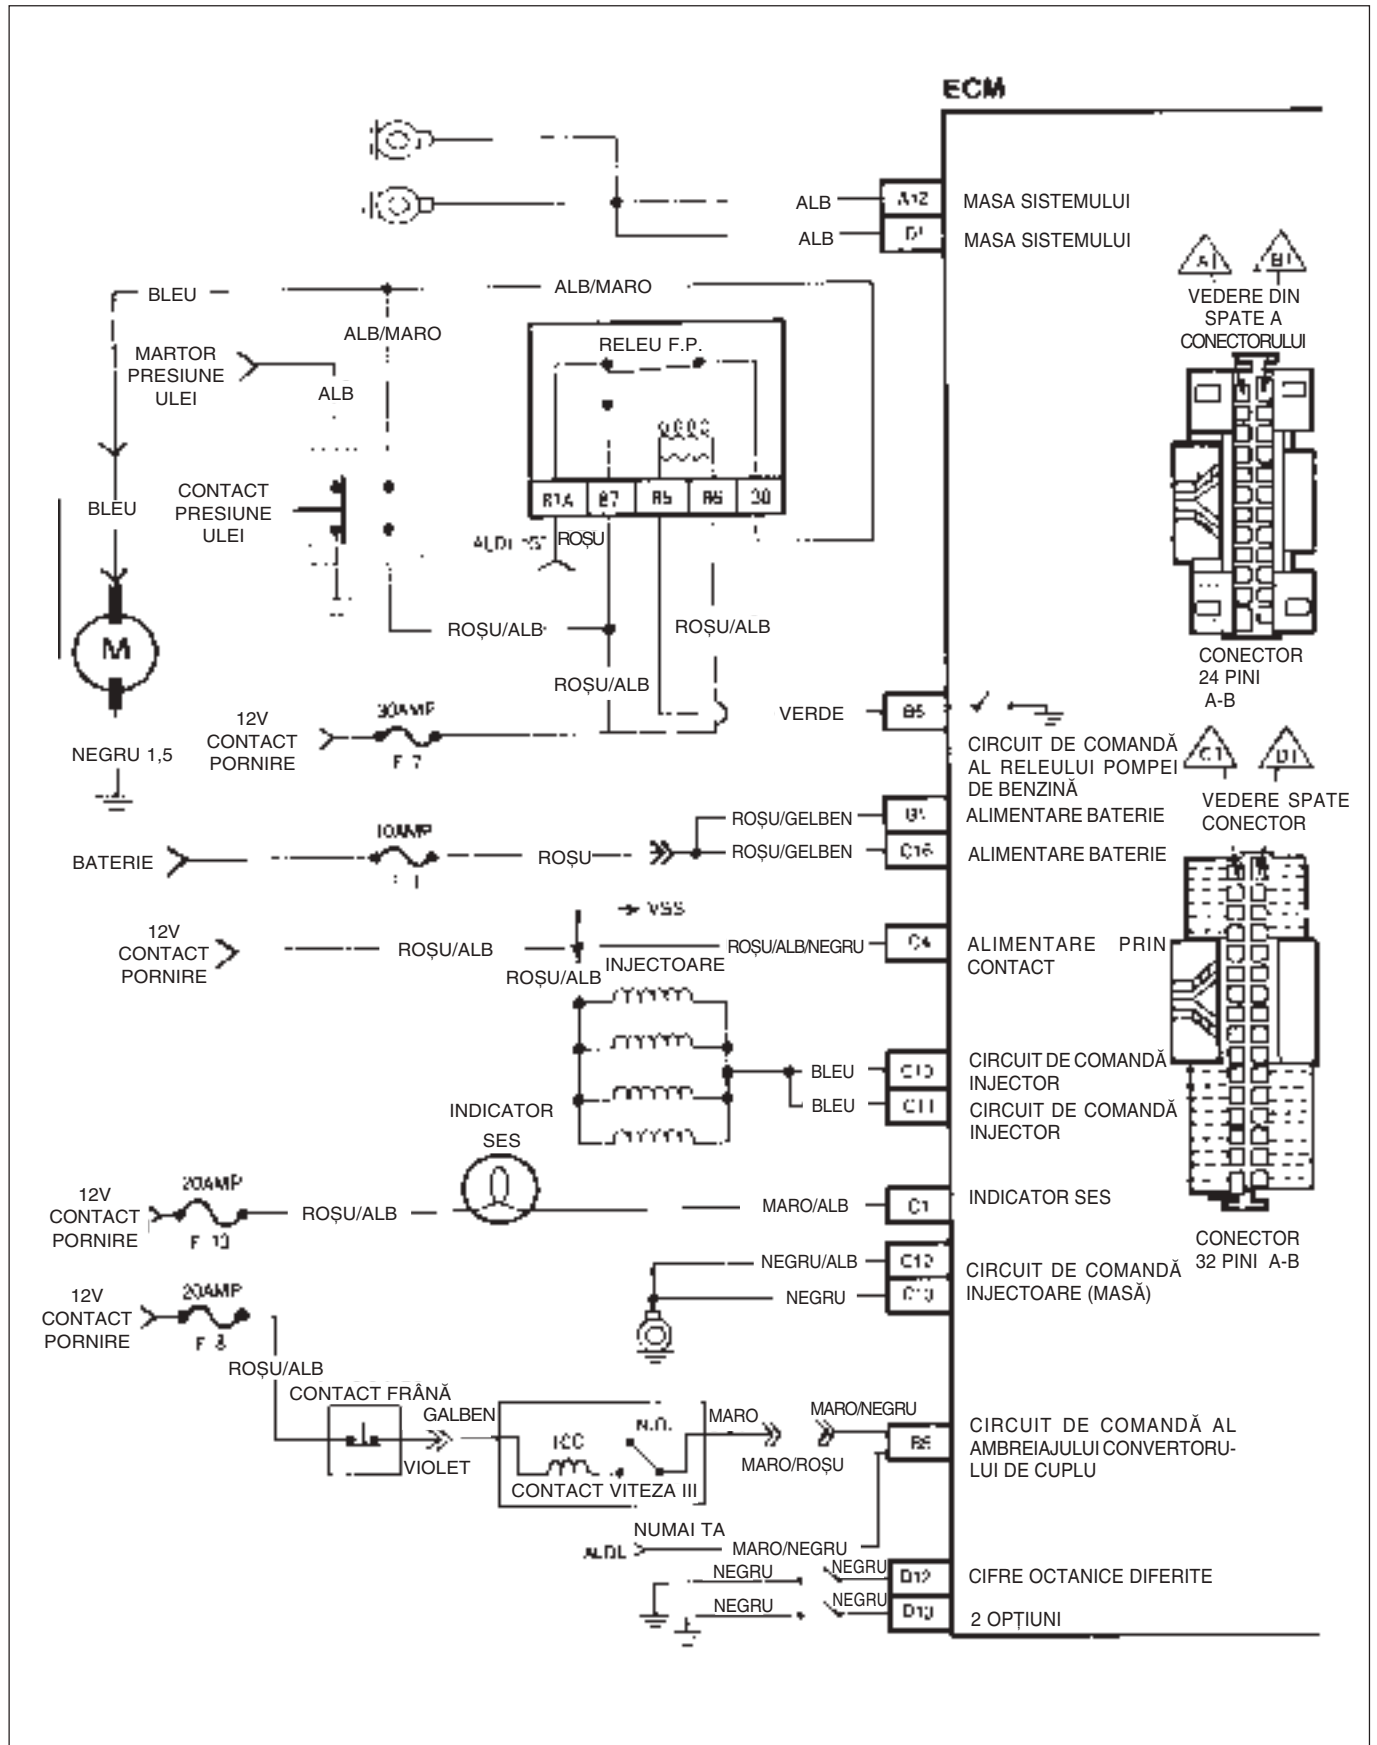 ECM
ALB
MASA SISTEMULUI
ALB
MASA SISTEMULUI
A1
B1
VEDERE DIN
SPATE A
CONECTORULUI
BLEU
ALB/MARO
ALB/MARO
RELEU F.P.
MARTOR
PRESIUNE
ULEI
ALB
CONTACT
PRESIUNE
ULEI
BLEU
ROȘU
M
ROȘU/ALB
ROȘU/ALB
ROȘU/ALB
CONECTOR
24 PINI
A-B
12V
CONTACT
PORNIRE
30AMP
F 7
VERDE
NEGRU 1,5
CIRCUIT DE COMANDĂ
AL RELEULUI POMPEI
DE BENZINĂ
C1
D1
VEDERE SPATE
CONECTOR
BATERIE
10AMP
ROȘU
ROȘU/GELBEN
ALIMENTARE BATERIE
ROȘU/GELBEN
C16
ALIMENTARE BATERIE
VSS
12V
CONTACT
PORNIRE
ROȘU/ALB
ROȘU/ALB
INJECTOARE
ROȘU/ALB/NEGRU
C4
ALIMENTARE PRIN
CONTACT
BLEU
CIRCUIT DE COMANDĂ
INJECTOR
BLEU
C11
CIRCUIT DE COMANDĂ
INJECTOR
INDICATOR
SES
12V
CONTACT
PORNIRE
20AMP
F 10
ROȘU/ALB
MARO/ALB
C1
INDICATOR SES
CONECTOR
32 PINI A-B
NEGRU/ALB
C12
NEGRU
CIRCUIT DE COMANDĂ
INJECTOARE (MASĂ)
12V
CONTACT
PORNIRE
20AMP
F 8
ROȘU/ALB
CONTACT FRÂNĂ
GALBEN
VIOLET
N.O.
CONTACT VITEZA III
MARO
MARO/ROȘU
MARO/NEGRU
CIRCUIT DE COMANDĂ AL
AMBREIAJULUI CONVERTORU-
LUI DE CUPLU
NUMAI TA
ALDL
MARO/NEGRU
NEGRU
NEGRU
D12
CIFRE OCTANICE DIFERITE
NEGRU
NEGRU
D13
2 OPȚIUNI